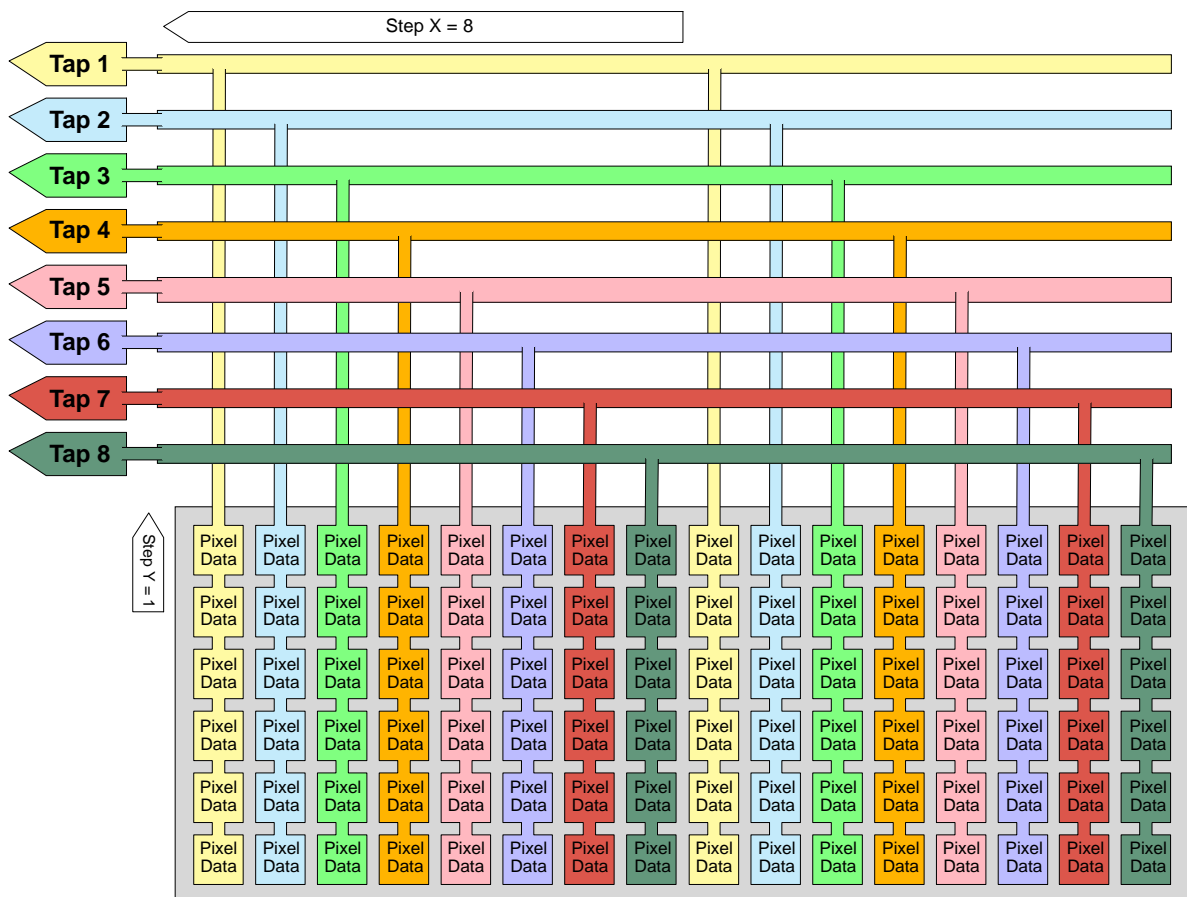 Step X = 8
Tap 1
Tap 2
Tap 3
Tap 4
Tap 5
Tap 6
Tap 7
Tap 8
Step Y = 1
Pixel Pixel Pixel Pixel Pixel Pixel Pixel Pixel Pixel Pixel Pixel Pixel Pixel Pixel Pixel Pixel
Data Data Data Data Data Data Data Data Data Data Data Data Data Data Data Data
Pixel Pixel Pixel Pixel Pixel Pixel Pixel Pixel Pixel Pixel Pixel Pixel Pixel Pixel Pixel Pixel
Data Data Data Data Data Data Data Data Data Data Data Data Data Data Data Data
Pixel Pixel Pixel Pixel Pixel Pixel Pixel Pixel Pixel Pixel Pixel Pixel Pixel Pixel Pixel Pixel
Data Data Data Data Data Data Data Data Data Data Data Data Data Data Data Data
Pixel Pixel Pixel Pixel Pixel Pixel Pixel Pixel Pixel Pixel Pixel Pixel Pixel Pixel Pixel Pixel
Data Data Data Data Data Data Data Data Data Data Data Data Data Data Data Data
Pixel Pixel Pixel Pixel Pixel Pixel Pixel Pixel Pixel Pixel Pixel Pixel Pixel Pixel Pixel Pixel
Data Data Data Data Data Data Data Data Data Data Data Data Data Data Data Data
Pixel Pixel Pixel Pixel Pixel Pixel Pixel Pixel Pixel Pixel Pixel Pixel Pixel Pixel Pixel Pixel
Data Data Data Data Data Data Data Data Data Data Data Data Data Data Data Data